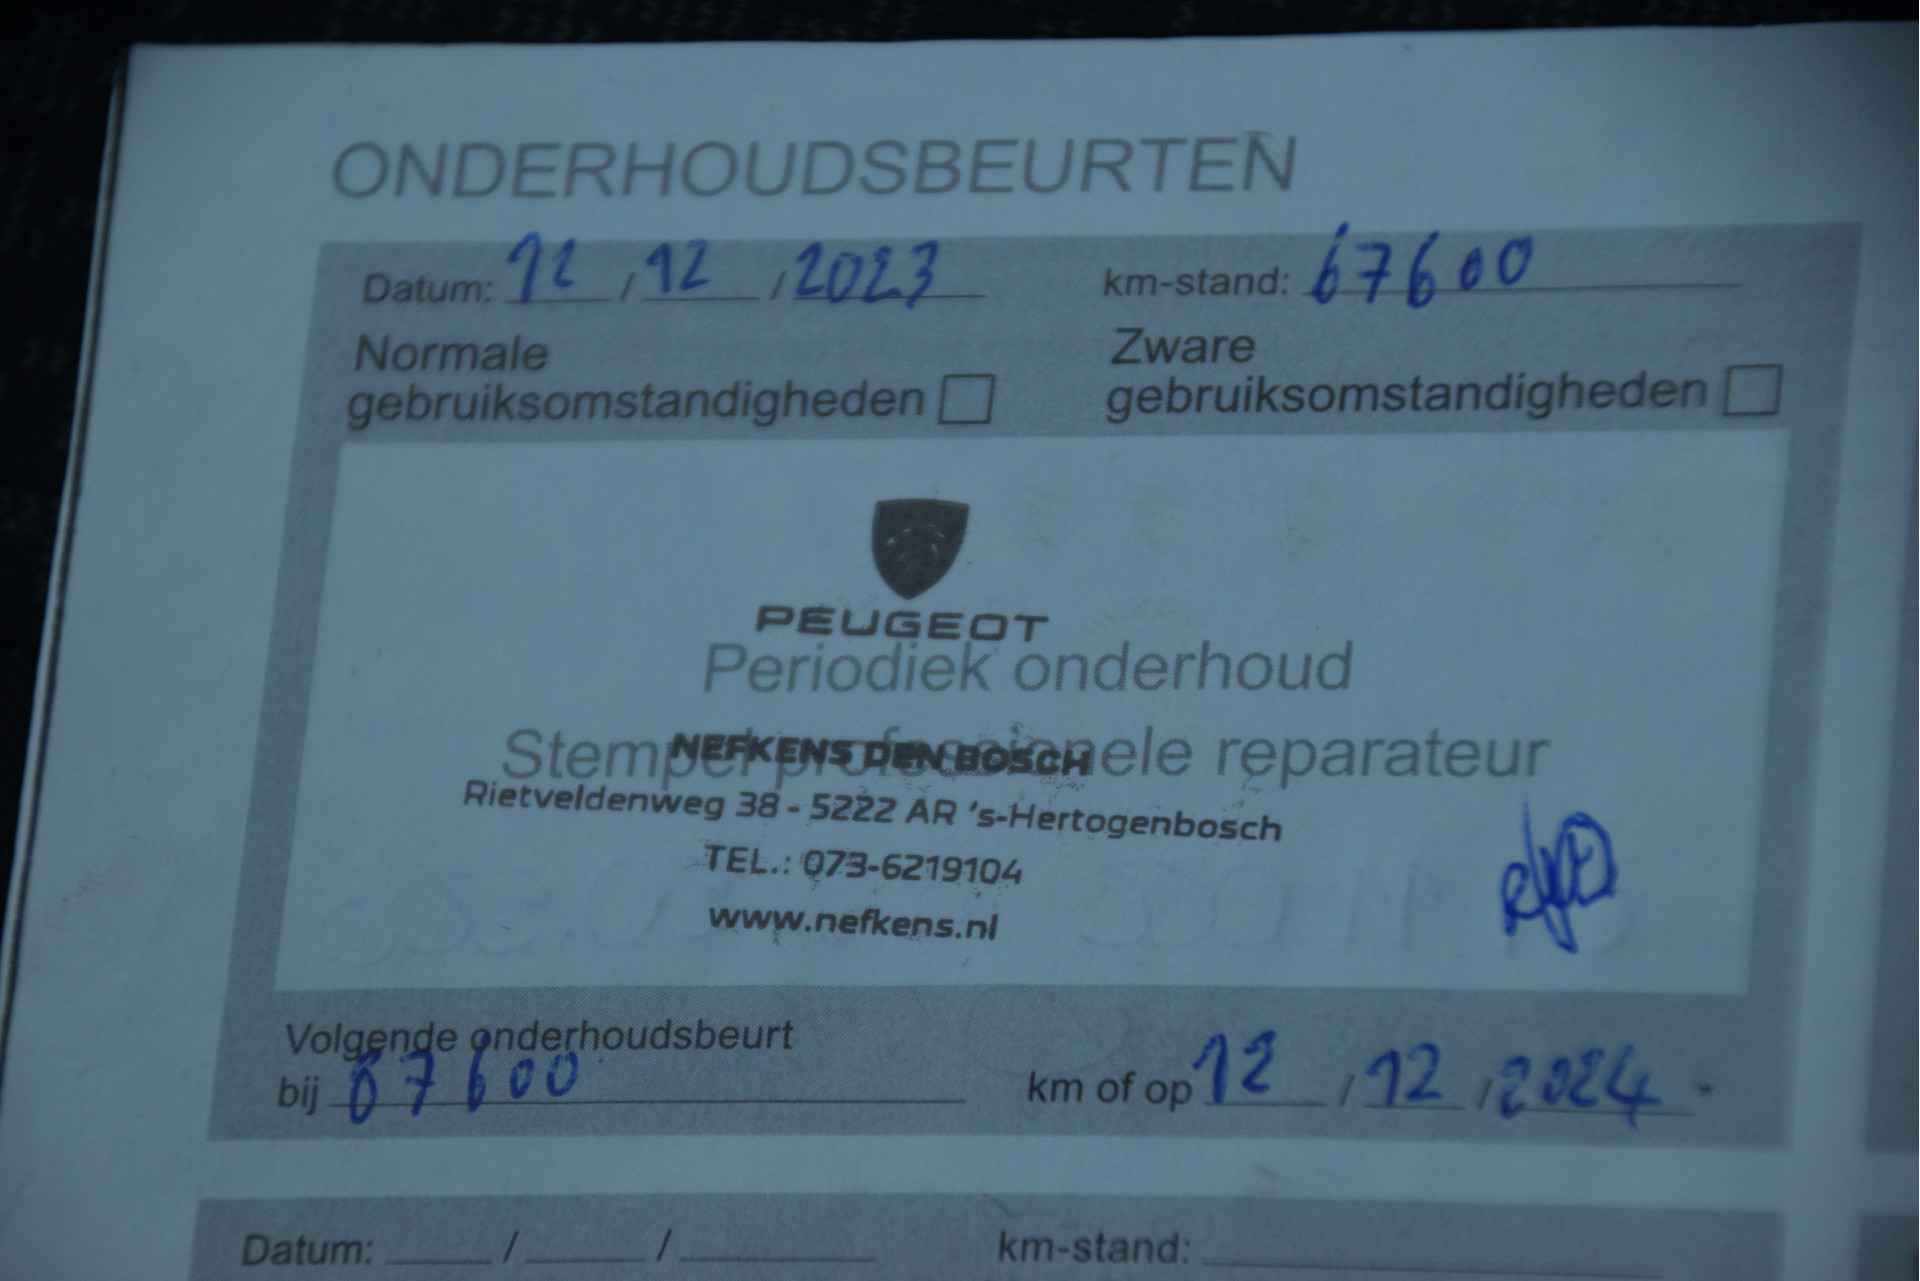 ONDERHOUDSBEURTEN
Datum: 12 / 12 / 2023 km-stand: 67600
Normale gebruiksomstandigheden
Zware gebruiksomstandigheden
PEUGEOT
Periodiek onderhoud
Stempel professionele reparateur
NEFKENS DEN BOSCH
Rietveldenweg 38 - 5222 AR 's-Hertogenbosch
TEL.: 073-6219104
www.nefkens.nl
Volgende onderhoudsbeurt
bij 87600 km of op 12 / 12 / 2024
Datum: / / km-stand: